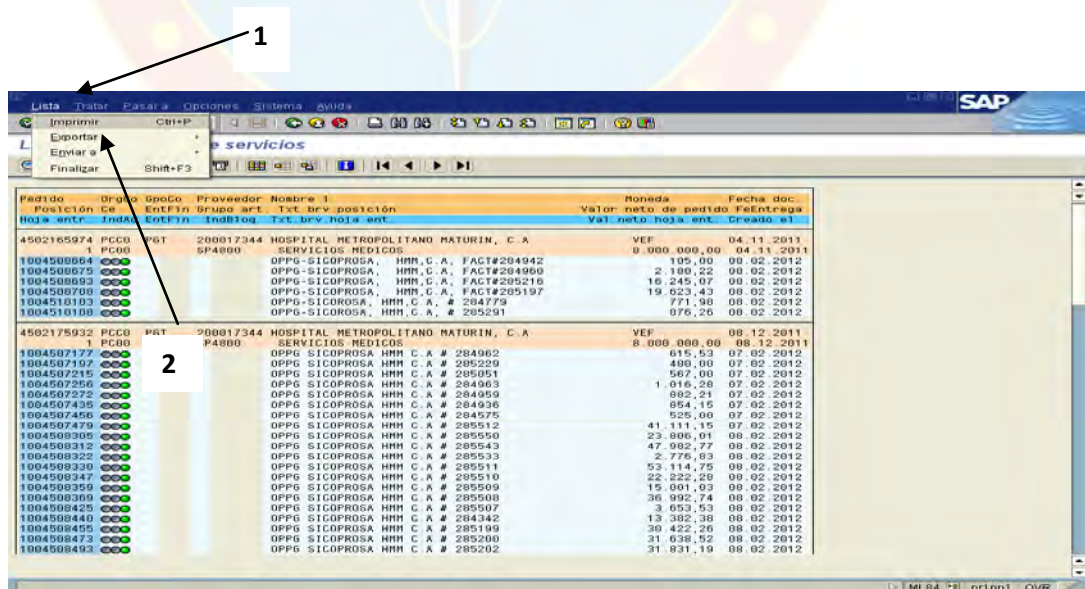 1
Lista Tratar Pasar a Opciones Sistema Ayuda
SAP
Imprimir Ctrl+P
Exportar
Enviar a
Finalizar Shift+F3
L e servicios
Pedido OrgCo GpoCo Proveedor Nombre 1 Moneda Fecha doc.
Posición Ce EntFin Grupo art. Txt.brv.posición Valor neto de pedido FeEntrega
Hoja entr. IndAc EntFin IndBloq Txt.brv.hoja ent. Val.neto hoja ent. Creado el
4502165974 PCC0 PGT 200017344 HOSPITAL METROPOLITANO MATURIN, C.A VEF 04.11.2011
1 PC00 SP4800 SERVICIOS MEDICOS 8.000.000,00 04.11.2011
1004508664 OPPG-SICOPROSA, HMM,C.A, FACT#284942 105,00 08.02.2012
1004508675 OPPG-SICOPROSA, HMM,C.A, FACT#284960 2.100,22 08.02.2012
1004508693 OPPG-SICOPROSA, HMM,C.A, FACT#285216 16.245,07 08.02.2012
1004508708 OPPG-SICOPROSA, HMM,C.A, FACT#285197 19.623,43 08.02.2012
1004518103 OPPG-SICOROSA, HMM,C.A, # 284779 771,98 08.02.2012
1004518108 OPPG-SICOROSA, HMM,C.A, # 285291 876,26 08.02.2012
4502175932 PCC0 PGT 200017344 HOSPITAL METROPOLITANO MATURIN, C.A VEF 08.12.2011
1 PC00 P4800 SERVICIOS MEDICOS 8.000.000,00 08.12.2011
1004507177 OPPG SICOPROSA HMM C.A # 284962 615,53 07.02.2012
1004507197 OPPG SICOPROSA HMM C.A # 285229 480,00 07.02.2012
1004507215 OPPG SICOPROSA HMM C.A # 285051 567,00 07.02.2012
1004507256 OPPG SICOPROSA HMM C.A # 284963 1.016,28 07.02.2012
1004507272 OPPG SICOPROSA HMM C.A # 284959 802,21 07.02.2012
1004507435 OPPG SICOPROSA HMM C.A # 284936 854,15 07.02.2012
1004507456 OPPG SICOPROSA HMM C.A # 284575 525,00 07.02.2012
1004507479 OPPG SICOPROSA HMM C.A # 285512 41.111,15 07.02.2012
1004508305 OPPG SICOPROSA HMM C.A # 285550 23.806,01 08.02.2012
1004508312 OPPG SICOPROSA HMM C.A # 285543 47.982,77 08.02.2012
1004508322 OPPG SICOPROSA HMM C.A # 285533 2.776,83 08.02.2012
1004508330 OPPG SICOPROSA HMM C.A # 285511 53.114,75 08.02.2012
1004508347 OPPG SICOPROSA HMM C.A # 285510 22.222,28 08.02.2012
1004508359 OPPG SICOPROSA HMM C.A # 285509 15.001,03 08.02.2012
1004508369 OPPG SICOPROSA HMM C.A # 285508 36.992,74 08.02.2012
1004508425 OPPG SICOPROSA HMM C.A # 285507 3.653,53 08.02.2012
1004508440 OPPG SICOPROSA HMM C.A # 284342 13.382,38 08.02.2012
1004508455 OPPG SICOPROSA HMM C.A # 285199 30.422,26 08.02.2012
1004508473 OPPG SICOPROSA HMM C.A # 285200 31.638,52 08.02.2012
1004508493 OPPG SICOPROSA HMM C.A # 285202 31.831,19 08.02.2012
2
ML84 OVR